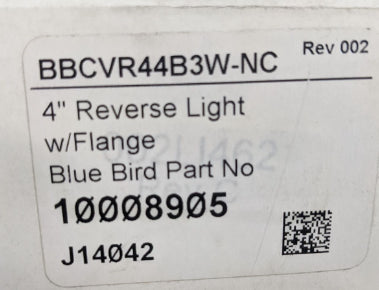 Rev 002
BBCVR44B3W-NC
4" Reverse Light
w/Flange
Blue Bird Part No
10008905
J14042